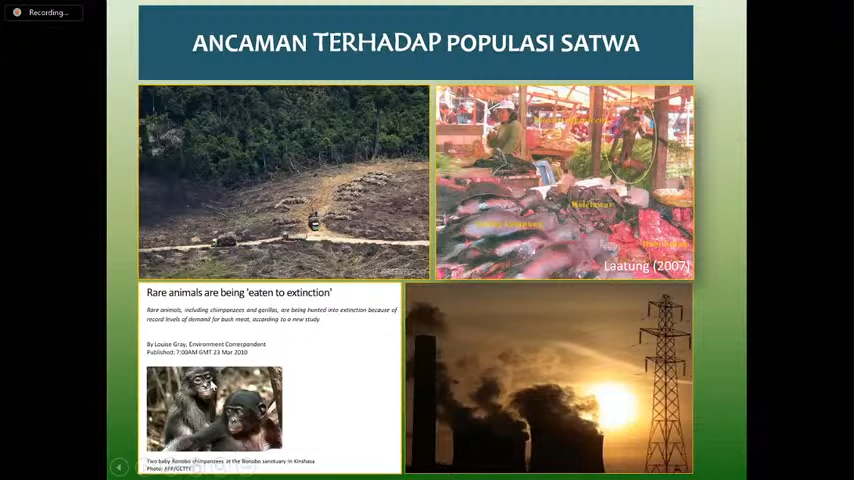 Recording...
ANCAMAN TERHADAP POPULASI SATWA
Laatung (2007)
Rare animals are being 'eaten to extinction'
Rare animals, including chimpanzees and gorillas, are being hunted into extinction because of
record levels of demand for bush meat, according to a new study.
By Louise Gray, Environment Correspondent
Published: 7:00AM GMT 23 Mar 2010
Two baby Bonobo chimpanzees at the Bonobo sanctuary in Kinshasa
Photo: AFP/GETTY